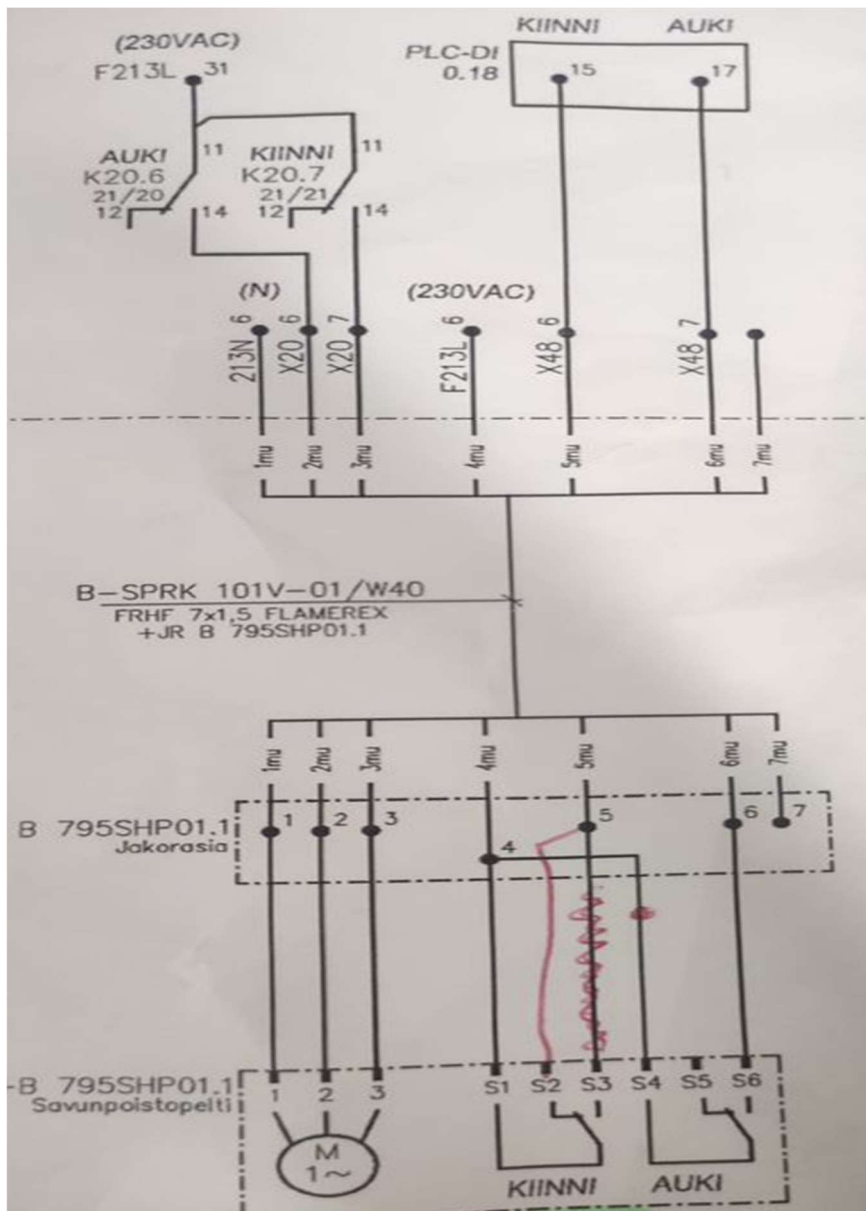 KIINNI AUKI
(230VAC)
F213L 31
PLC-DI
0.18
15 17
AUKI 11 KIINNI 11
K20.6 K20.7
21/20 21/21
12 14 12 14
(N) (230VAC)
213N 6
X20 6
X20 7
F213L 6
X48 6
X48 7
1mu 2mu 3mu 4mu 5mu 6mu 7mu
B-SPRK 101V-01/W40
FRHF 7x1,5 FLAMEREX
+JR B 795SHP01.1
1mu 2mu 3mu 4mu 5mu 6mu 7mu
B 795SHP01.1 1 2 3 4 5 6 7
Jakorasia
-B 795SHP01.1 1 2 3 S1 S2 S3 S4 S5 S6
Savunpoistopelti
M
1~
KIINNI AUKI